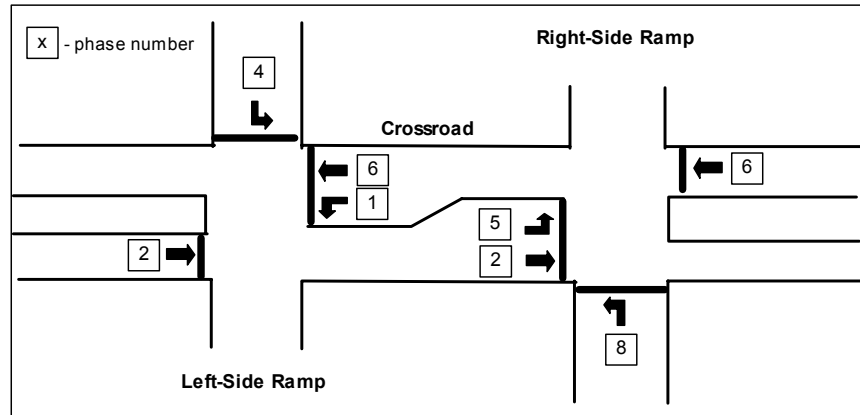 x - phase number
Right-Side Ramp
4
Crossroad
6
6
1
5
2
2
8
Left-Side Ramp